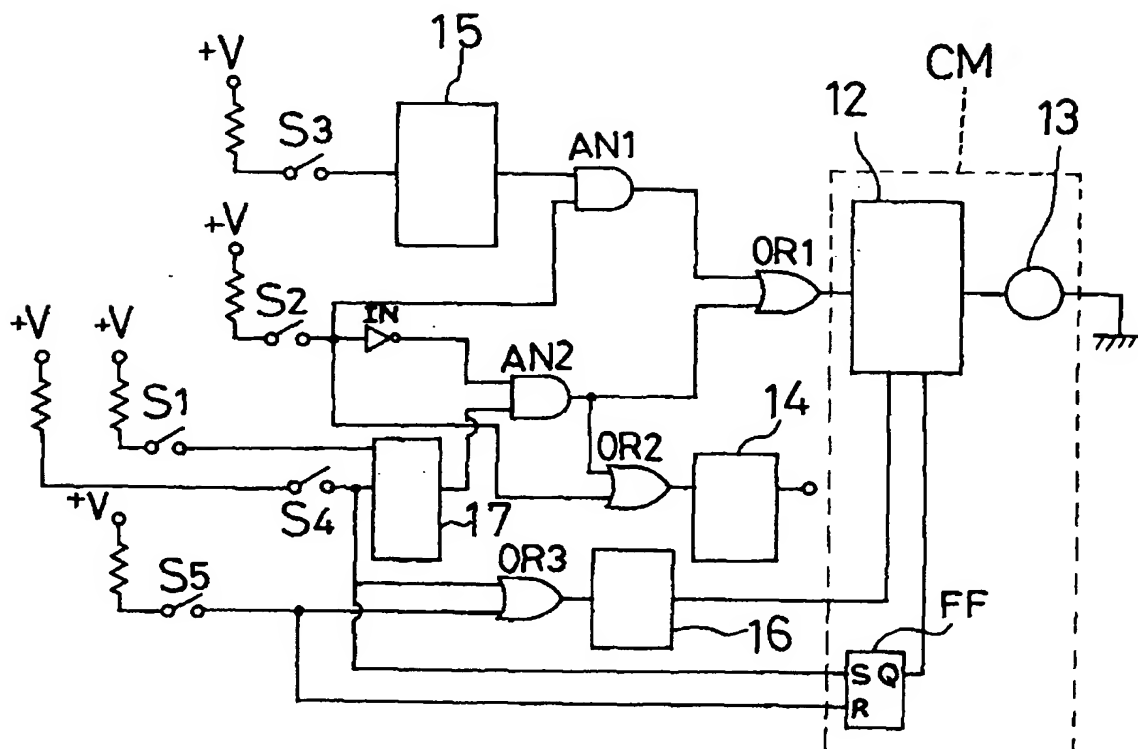 15
+V
CM
13
S3
AN1
12
+V
OR1
S2
IN
+V
+V
AN2
S1
14
OR2
S4
17
+V
OR3
S5
16
FF
S Q
R